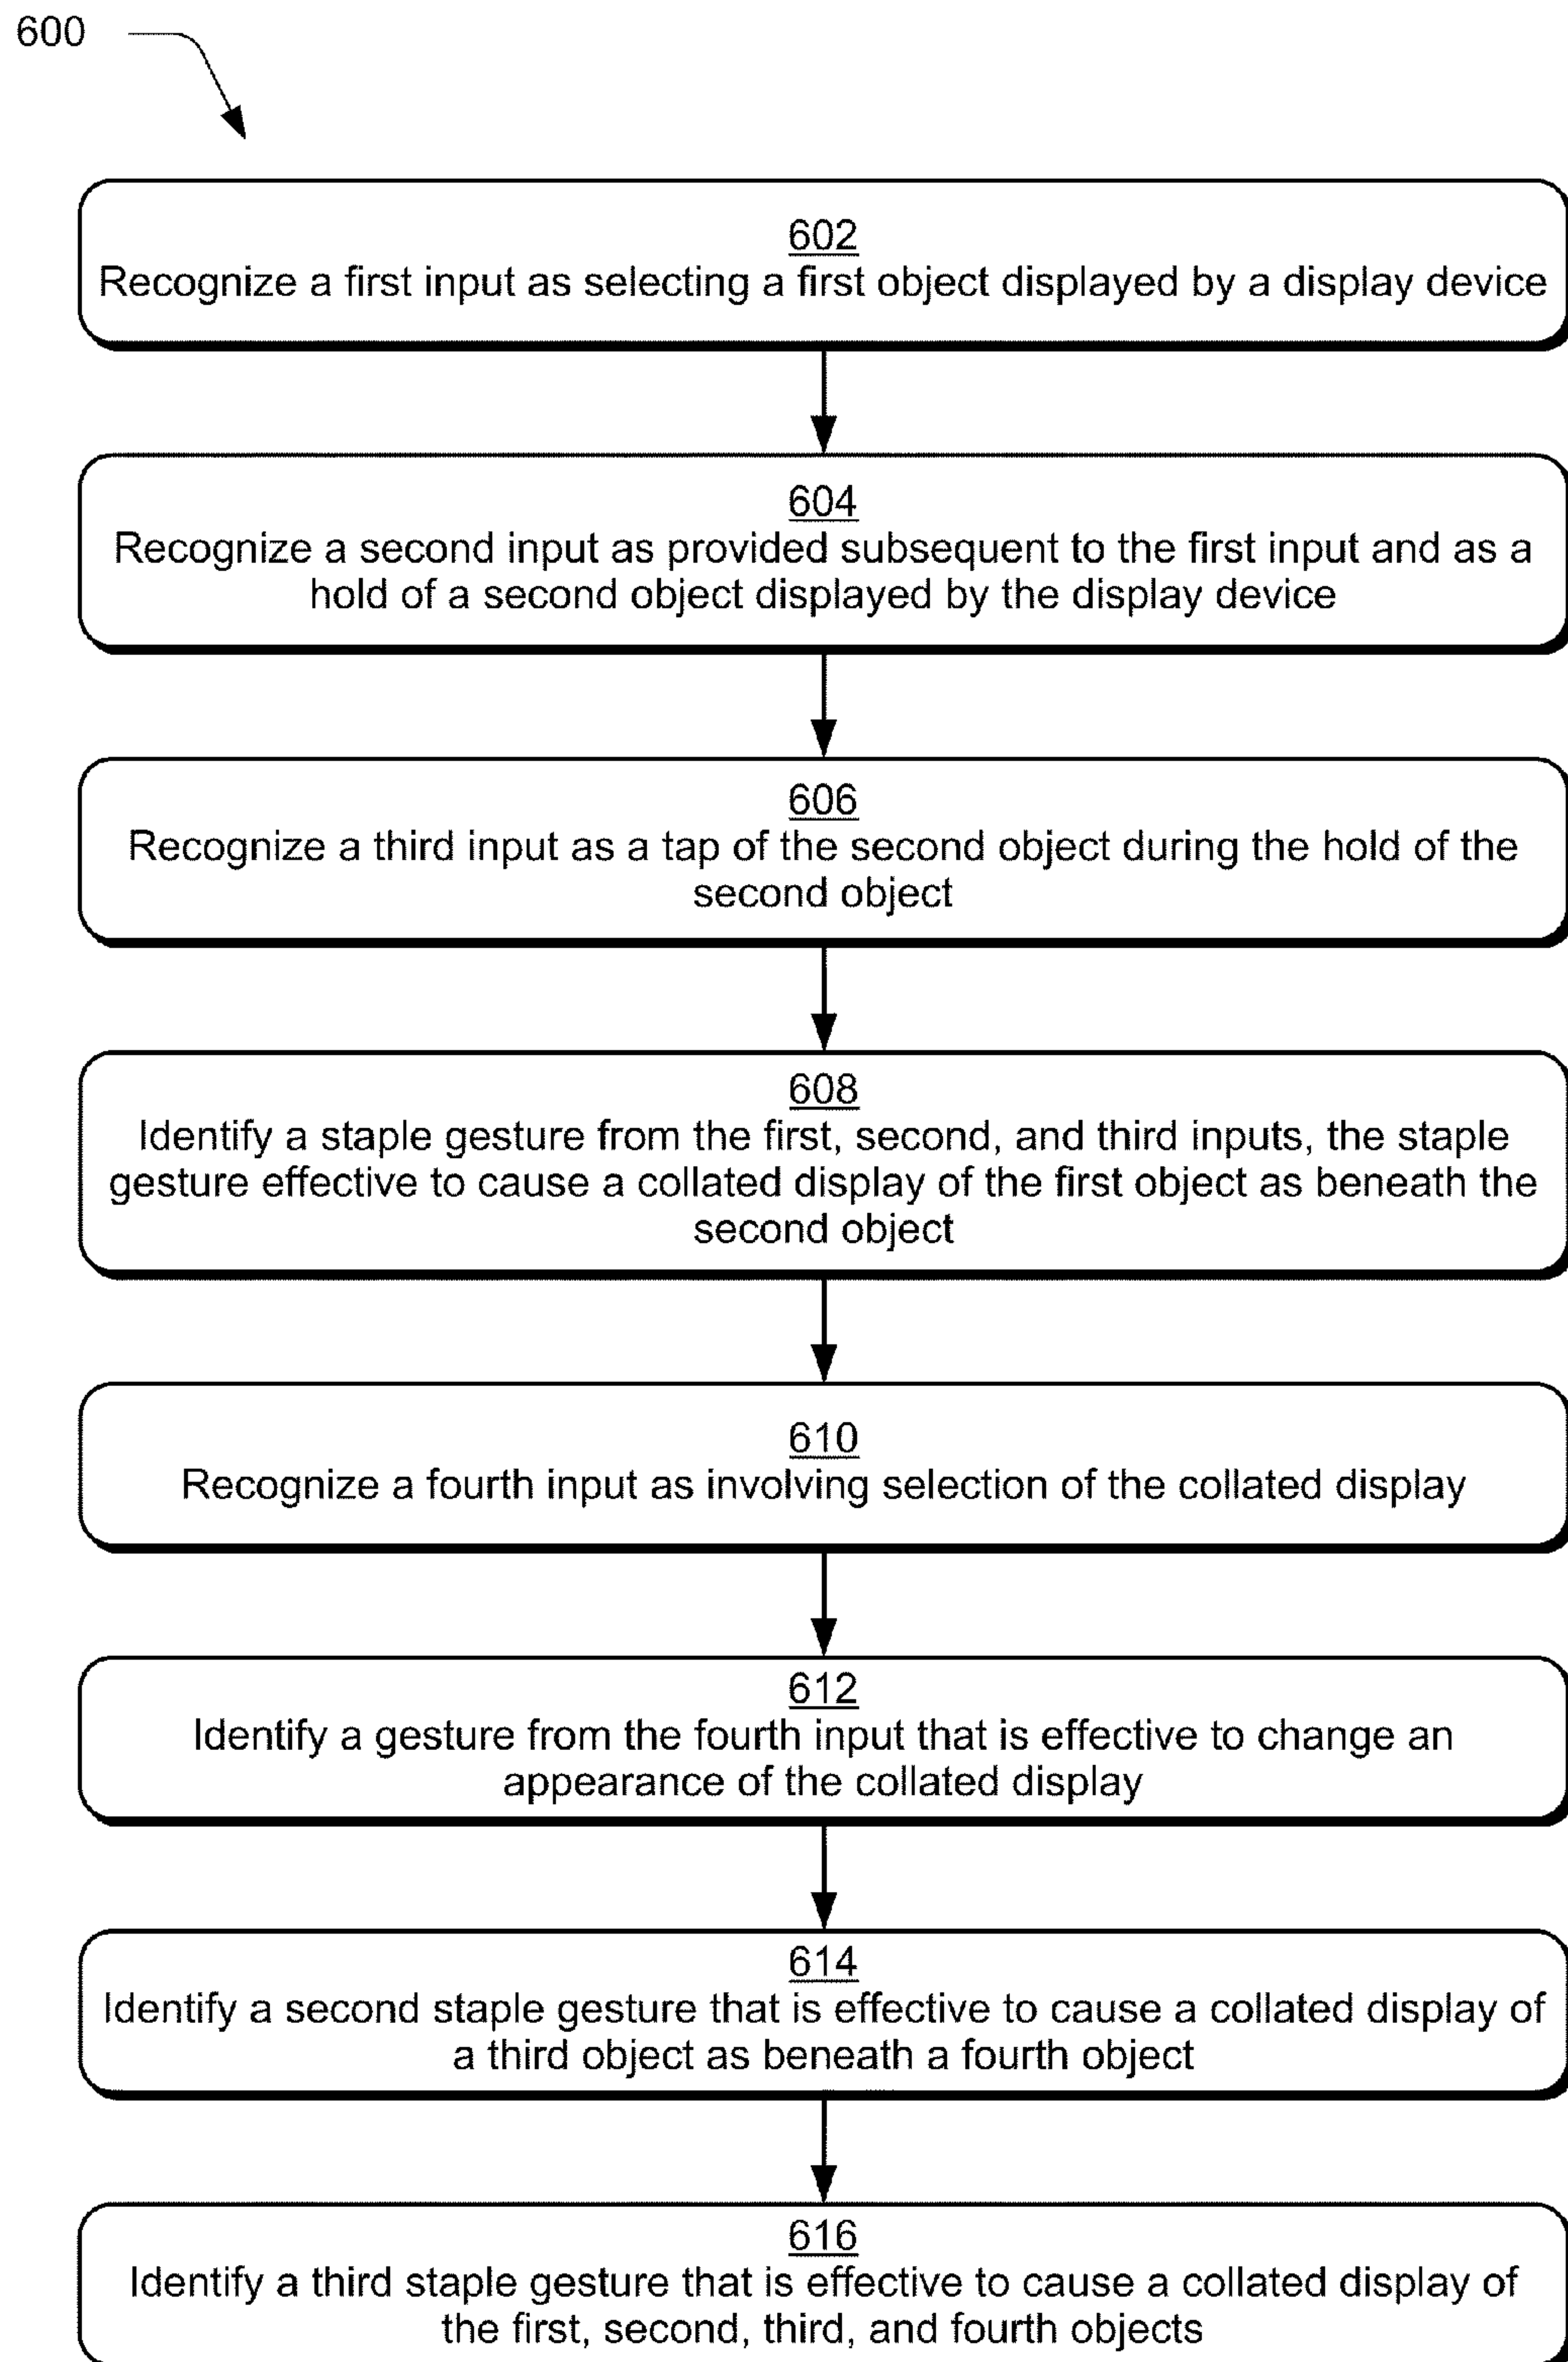 600
602
Recognize a first input as selecting a first object displayed by a display device
604
Recognize a second input as provided subsequent to the first input and as a
hold of a second object displayed by the display device
606
Recognize a third input as a tap of the second object during the hold of the
second object
608
Identify a staple gesture from the first, second, and third inputs, the staple
gesture effective to cause a collated display of the first object as beneath the
second object
610
Recognize a fourth input as involving selection of the collated display
612
Identify a gesture from the fourth input that is effective to change an
appearance of the collated display
614
Identify a second staple gesture that is effective to cause a collated display of
a third object as beneath a fourth object
616
Identify a third staple gesture that is effective to cause a collated display of
the first, second, third, and fourth objects